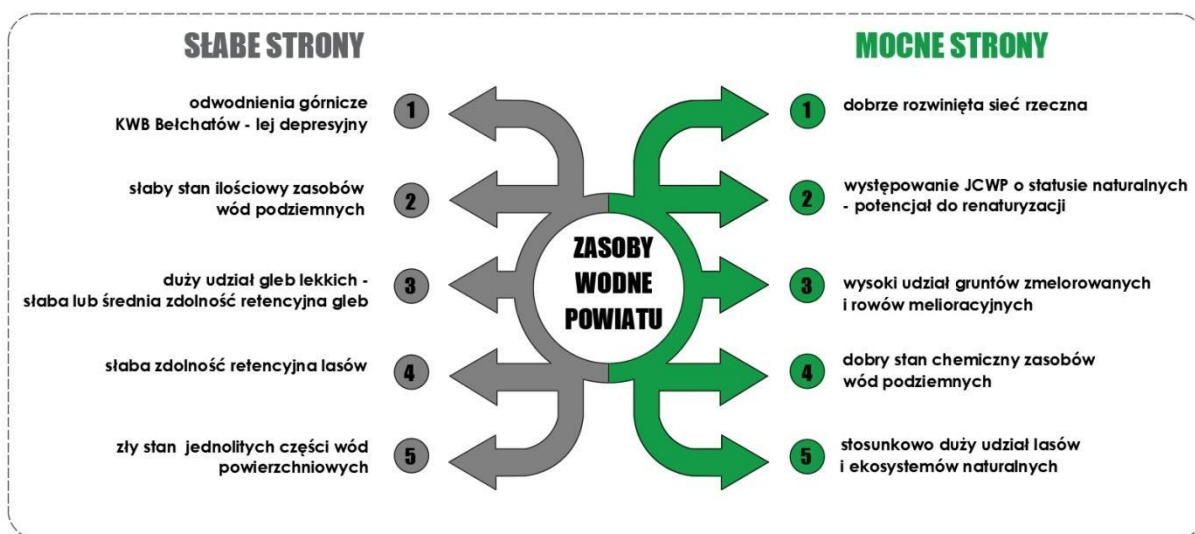 SŁABE STRONY
1
odwodnienia górnicze
KWB Bełchatów - lej depresyjny
2
słaby stan ilościowy zasobów
wód podziemnych
3
duży udział gleb lekkich -
słaba lub średnia zdolność retencyjna gleb
4
słaba zdolność retencyjna lasów
5
zły stan jednolitych części wód
powierzchniowych
ZASOBY
WODNE
POWIATU
MOCNE STRONY
1
dobrze rozwinięta sieć rzeczna
2
występowanie JCWP o statusie naturalnych
- potencjał do renaturyzacji
3
wysoki udział gruntów zmelorowanych
i rowów melioracyjnych
4
dobry stan chemiczny zasobów
wód podziemnych
5
stosunkowo duży udział lasów
i ekosystemów naturalnych